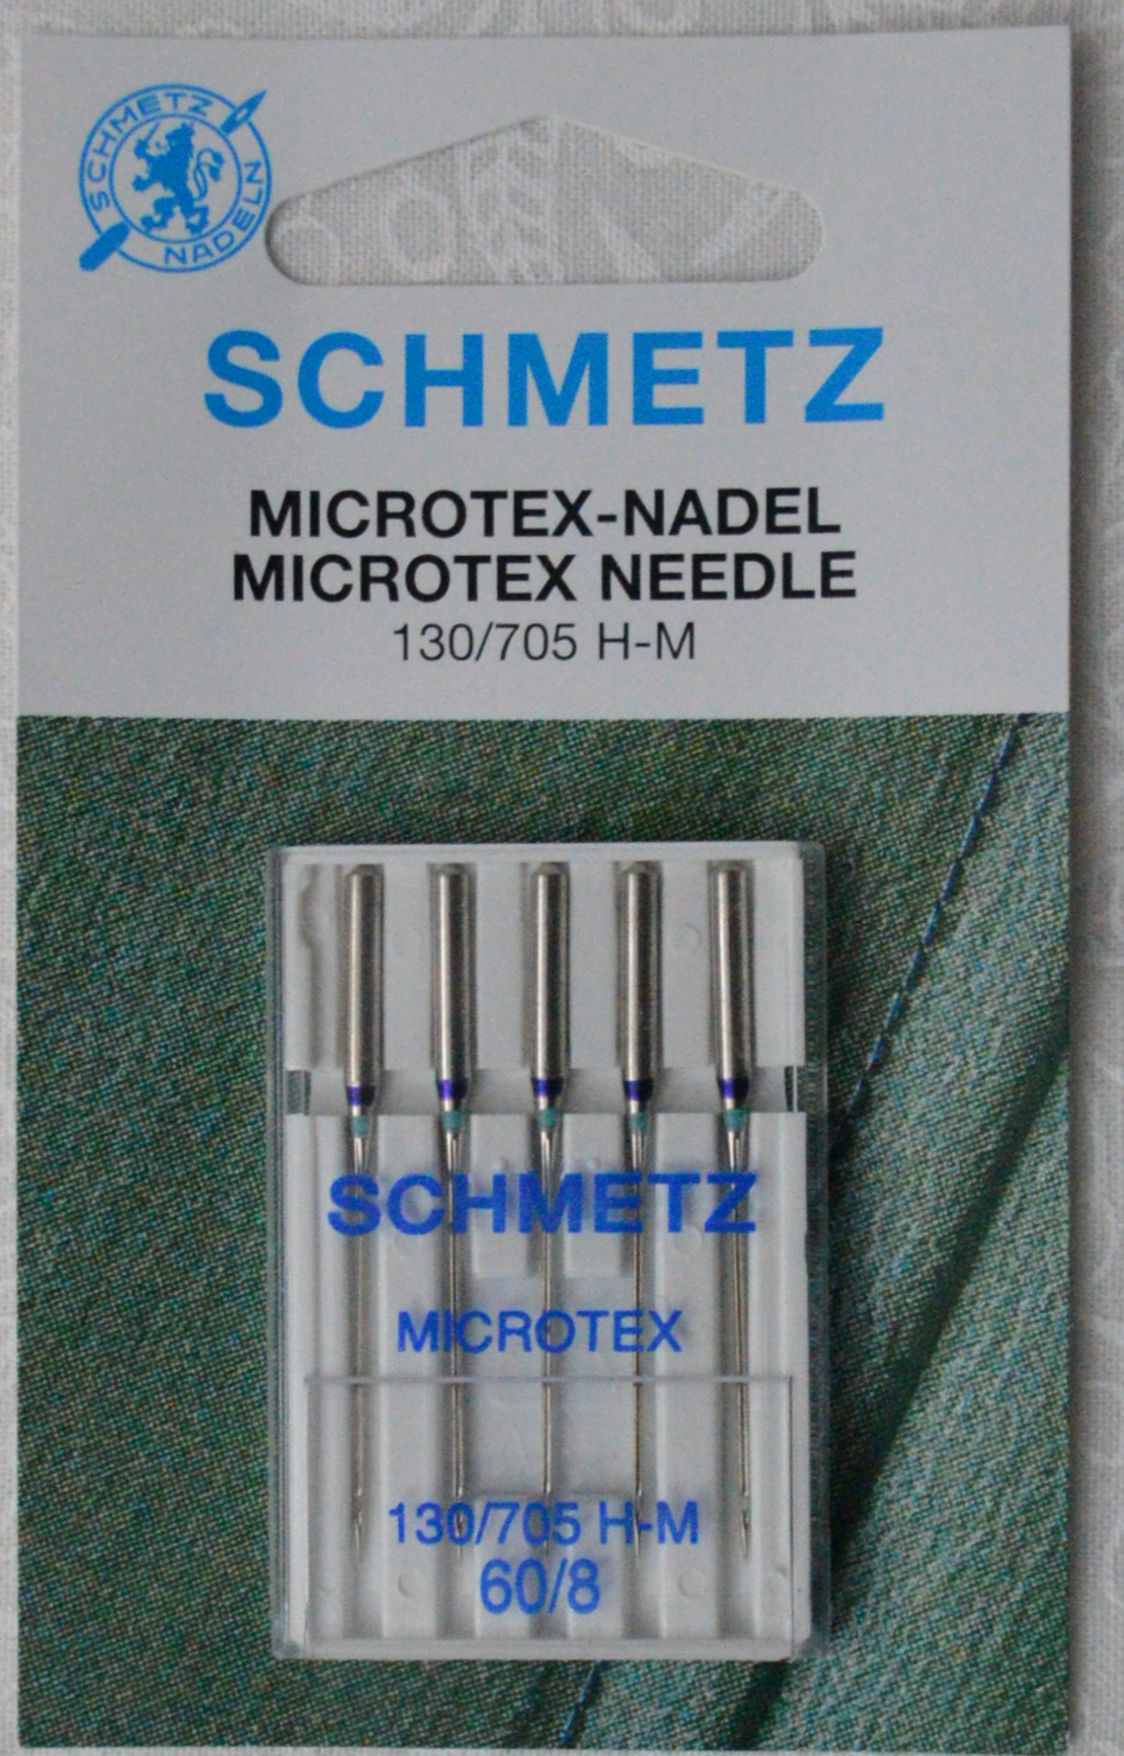 SCHMETZ
NADELN
SCHMETZ
MICROTEX-NADEL
MICROTEX NEEDLE
130/705 H-M
SCHMETZ
MICROTEX
130/705 H-M
60/8